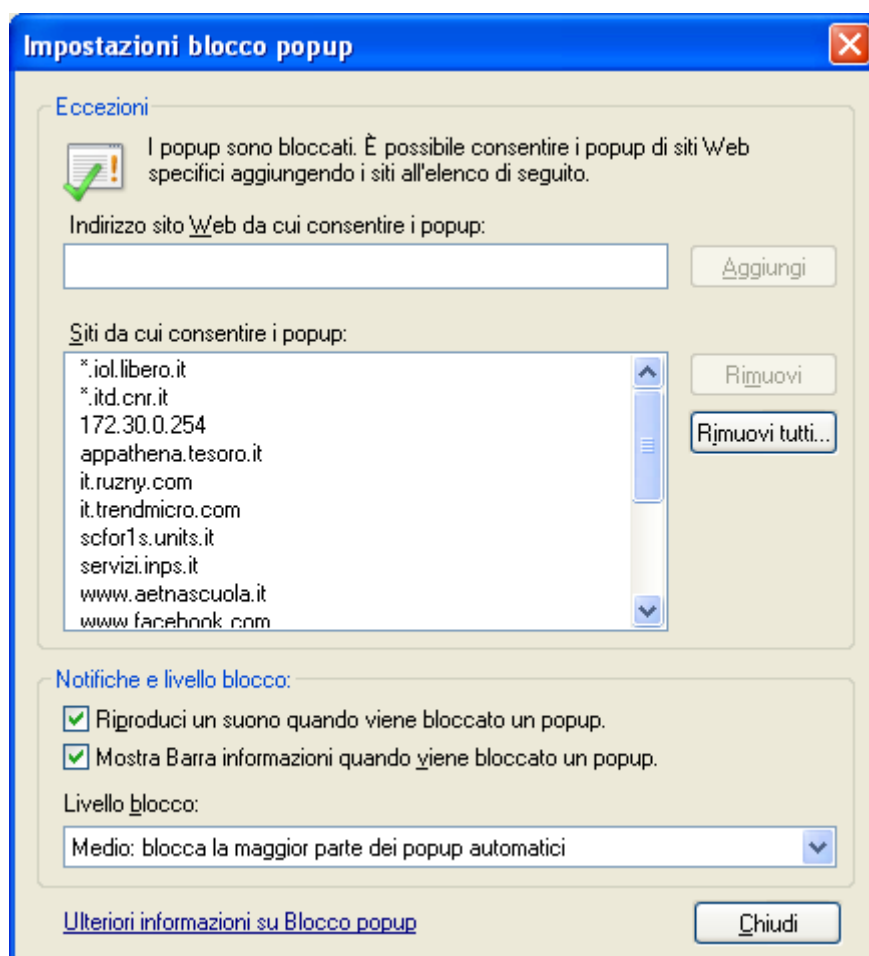 Impostazioni blocco popup
Eccezioni
I popup sono bloccati. È possibile consentire i popup di siti Web
specifici aggiungendo i siti all'elenco di seguito.
Indirizzo sito Web da cui consentire i popup:
Aggiungi
Siti da cui consentire i popup:
*.iol.libero.it
*.itd.cnr.it
172.30.0.254
appathena.tesoro.it
it.ruzny.com
it.trendmicro.com
scfor1s.units.it
servizi.inps.it
www.aetnascuola.it
www.facebook.com
Rimuovi
Rimuovi tutti...
Notifiche e livello blocco:
Riproduci un suono quando viene bloccato un popup.
Mostra Barra informazioni quando viene bloccato un popup.
Livello blocco:
Medio: blocca la maggior parte dei popup automatici
Ulteriori informazioni su Blocco popup
Chiudi